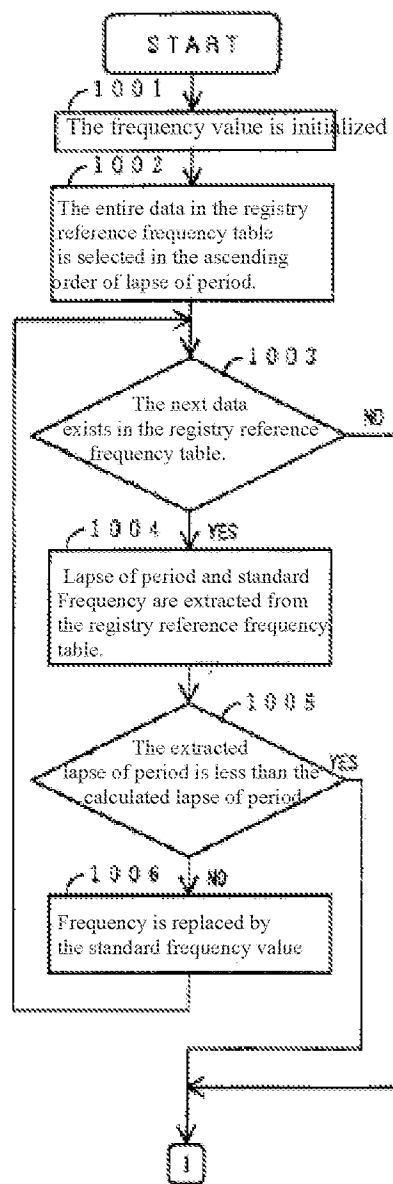 START
1001
The frequency value is initialized
1002
The entire data in the registry
reference frequency table
is selected in the ascending
order of lapse of period.
1003
The next data
exists in the registry reference
frequency table.
NO
YES
1004
Lapse of period and standard
Frequency are extracted from
the registry reference frequency
table.
1005
The extracted
lapse of period is less than the
calculated lapse of period
YES
1006
NO
Frequency is replaced by
the standard frequency value
1